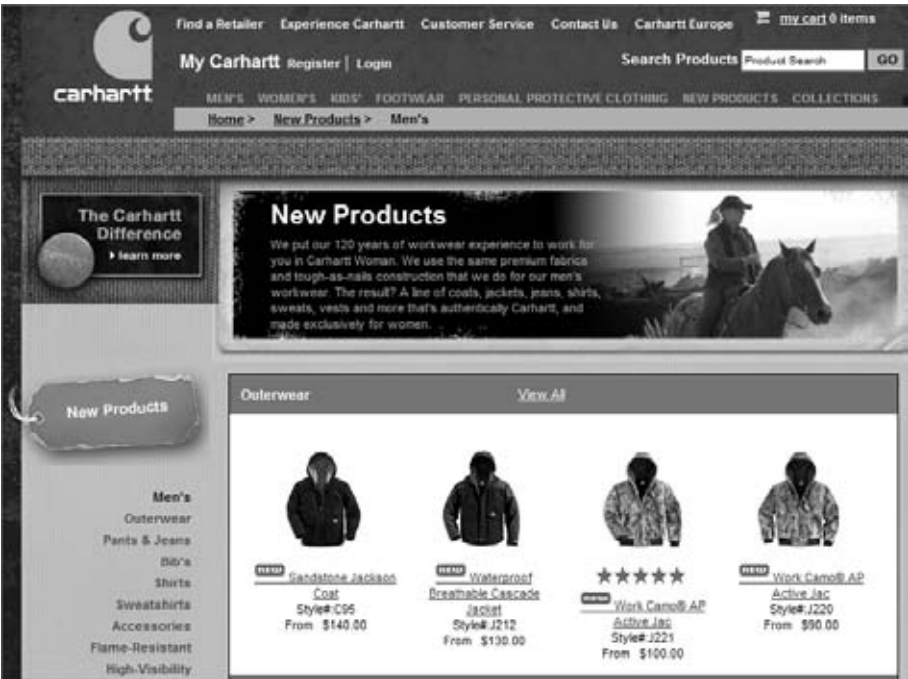 Find a Retailer Experience Carhartt Customer Service Contact Us Carhartt Europe my cart 0 items
My Carhartt Register | Login
Search Products Product Search GO
carhartt
MEN'S WOMEN'S KIDS' FOOTWEAR PERSONAL PROTECTIVE CLOTHING NEW PRODUCTS COLLECTIONS
Home > New Products > Men's
The Carhartt
Difference
learn more
New Products
We put our 120 years of workwear experience to work for
you in Carhartt Woman. We use the same premium fabrics
and tough-as-nails construction that we do for our men's
workwear. The result? A line of coats, jackets, jeans, shirts,
sweats, vests and more that's authentically Carhartt, and
made exclusively for women.
New Products
Men's
Outerwear
Pants & Jeans
Bib's
Shirts
Sweatshirts
Accessories
Flame-Resistant
High-Visibility
Outerwear View All
new Sandstone Jackson
Coat
Style#:C95
From $140.00
new Waterproof
Breathable Cascade
Jacket
Style#:J212
From $130.00
new Work Camo® AP
Active Jac
Style#:J221
From $100.00
new Work Camo® AP
Active Jac
Style#:J220
From $90.00